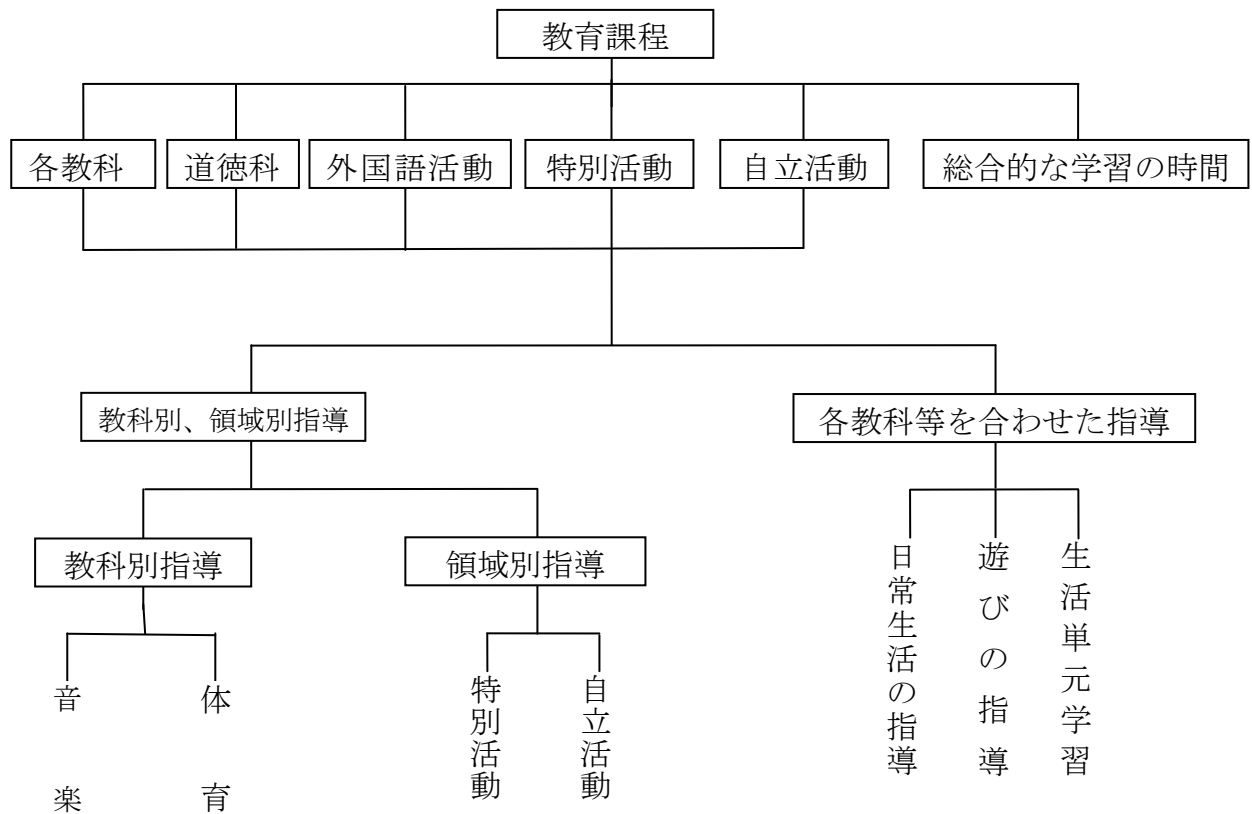 教育課程
各教科
道徳科
外国語活動
特別活動
自立活動
総合的な学習の時間
教科別、領域別指導
各教科等を合わせた指導
教科別指導
領域別指導
音楽
体育
特別活動
自立活動
日常生活の指導
遊びの指導
生活単元学習